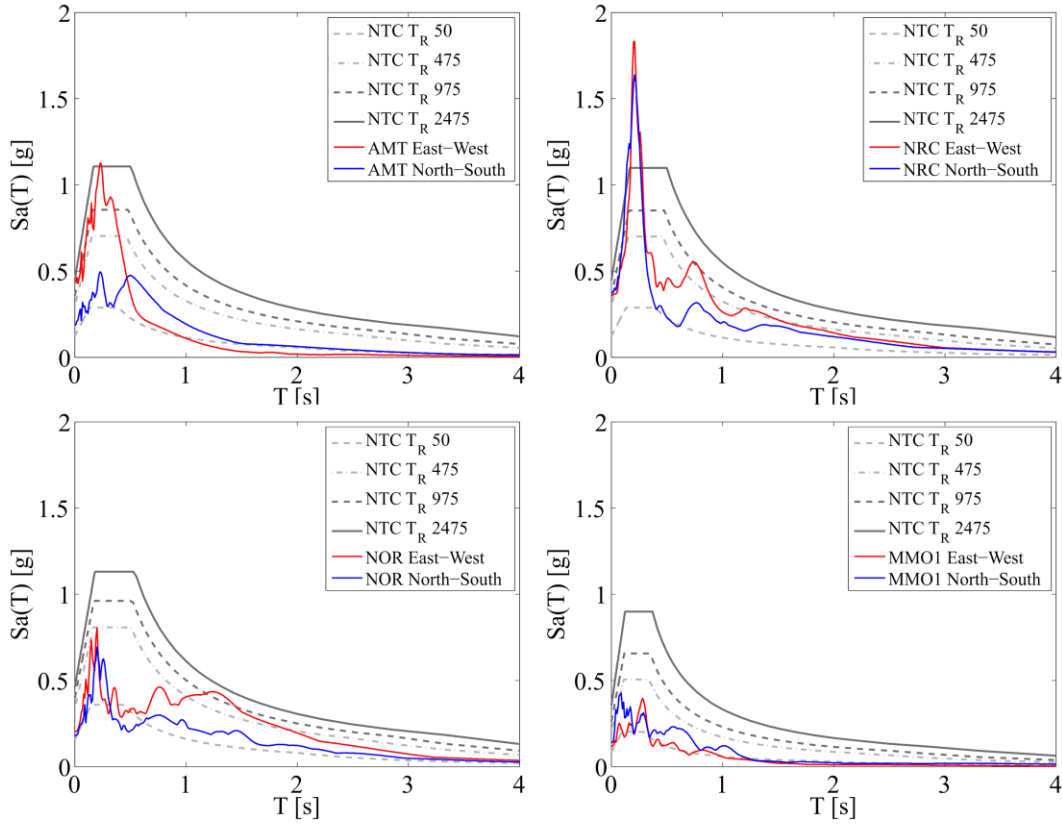 2
1.5
1
0.5
0
Sa(T) [g]
NTC T_R 50
NTC T_R 475
NTC T_R 975
NTC T_R 2475
AMT East−West
AMT North−South
0 1 2 3 4
T [s]
2
1.5
1
0.5
0
Sa(T) [g]
NTC T_R 50
NTC T_R 475
NTC T_R 975
NTC T_R 2475
NRC East−West
NRC North−South
0 1 2 3 4
T [s]
2
1.5
1
0.5
0
Sa(T) [g]
NTC T_R 50
NTC T_R 475
NTC T_R 975
NTC T_R 2475
NOR East−West
NOR North−South
0 1 2 3 4
T [s]
2
1.5
1
0.5
0
Sa(T) [g]
NTC T_R 50
NTC T_R 475
NTC T_R 975
NTC T_R 2475
MMO1 East−West
MMO1 North−South
0 1 2 3 4
T [s]